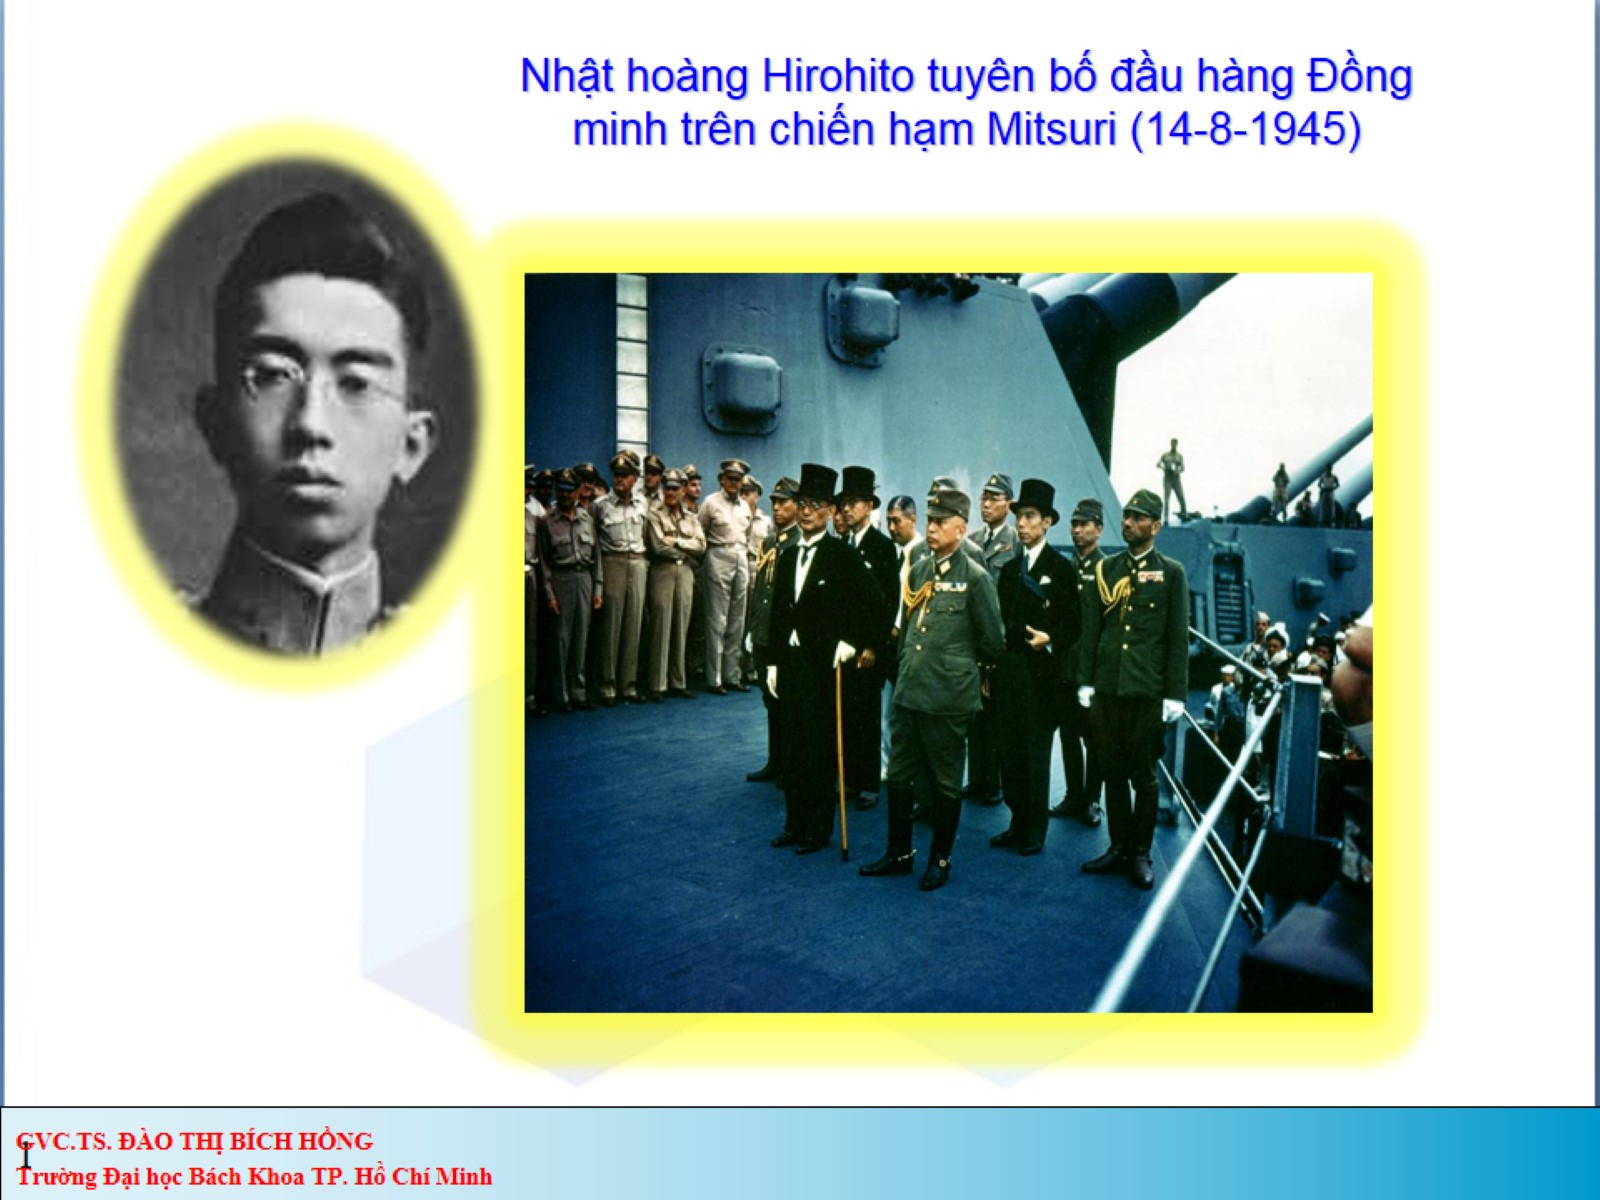 Nhật hoàng Hirohito tuyên bố đầu hàng Đồng
minh trên chiến hạm Mitsuri (14-8-1945)
GVC.TS. ĐÀO THỊ BÍCH HỒNG
1
Trường Đại học Bách Khoa TP. Hồ Chí Minh